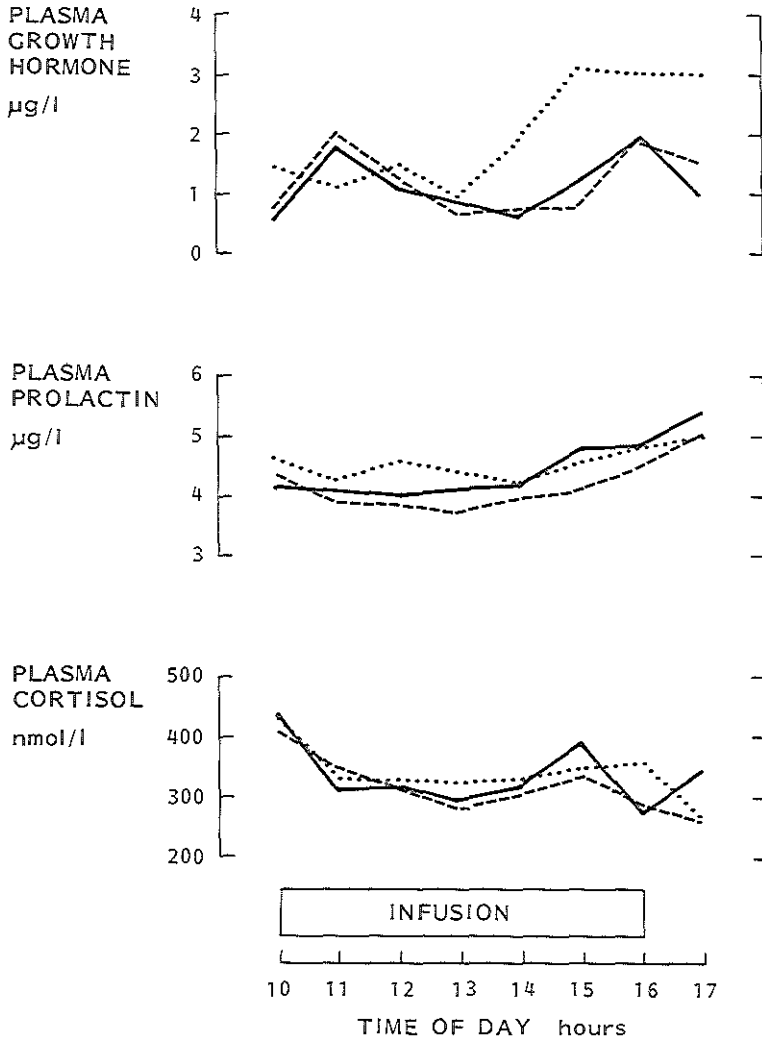 PLASMA
GROWTH
HORMONE
µg/l
4
3
2
1
0
PLASMA
PROLACTIN
µg/l
6
5
4
3
PLASMA
CORTISOL
nmol/l
500
400
300
200
INFUSION
10 11 12 13 14 15 16 17
TIME OF DAY hours